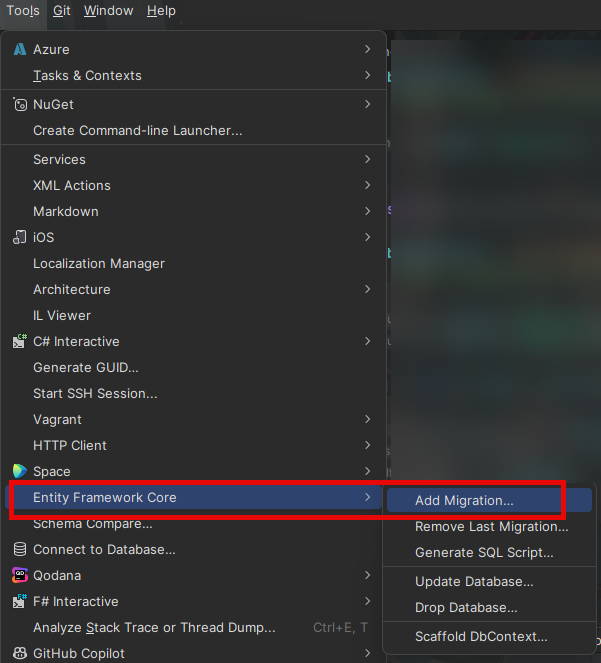 Tools Git Window Help
Azure
Tasks & Contexts
NuGet
Create Command-line Launcher...
Services
XML Actions
Markdown
iOS
Localization Manager
Architecture
IL Viewer
C# Interactive
Generate GUID...
Start SSH Session...
Vagrant
HTTP Client
Space
Entity Framework Core
Add Migration...
Schema Compare...
Remove Last Migration...
Connect to Database...
Generate SQL Script...
Qodana
Update Database...
F# Interactive
Drop Database...
Analyze Stack Trace or Thread Dump... Ctrl+E, T
Scaffold DbContext...
GitHub Copilot